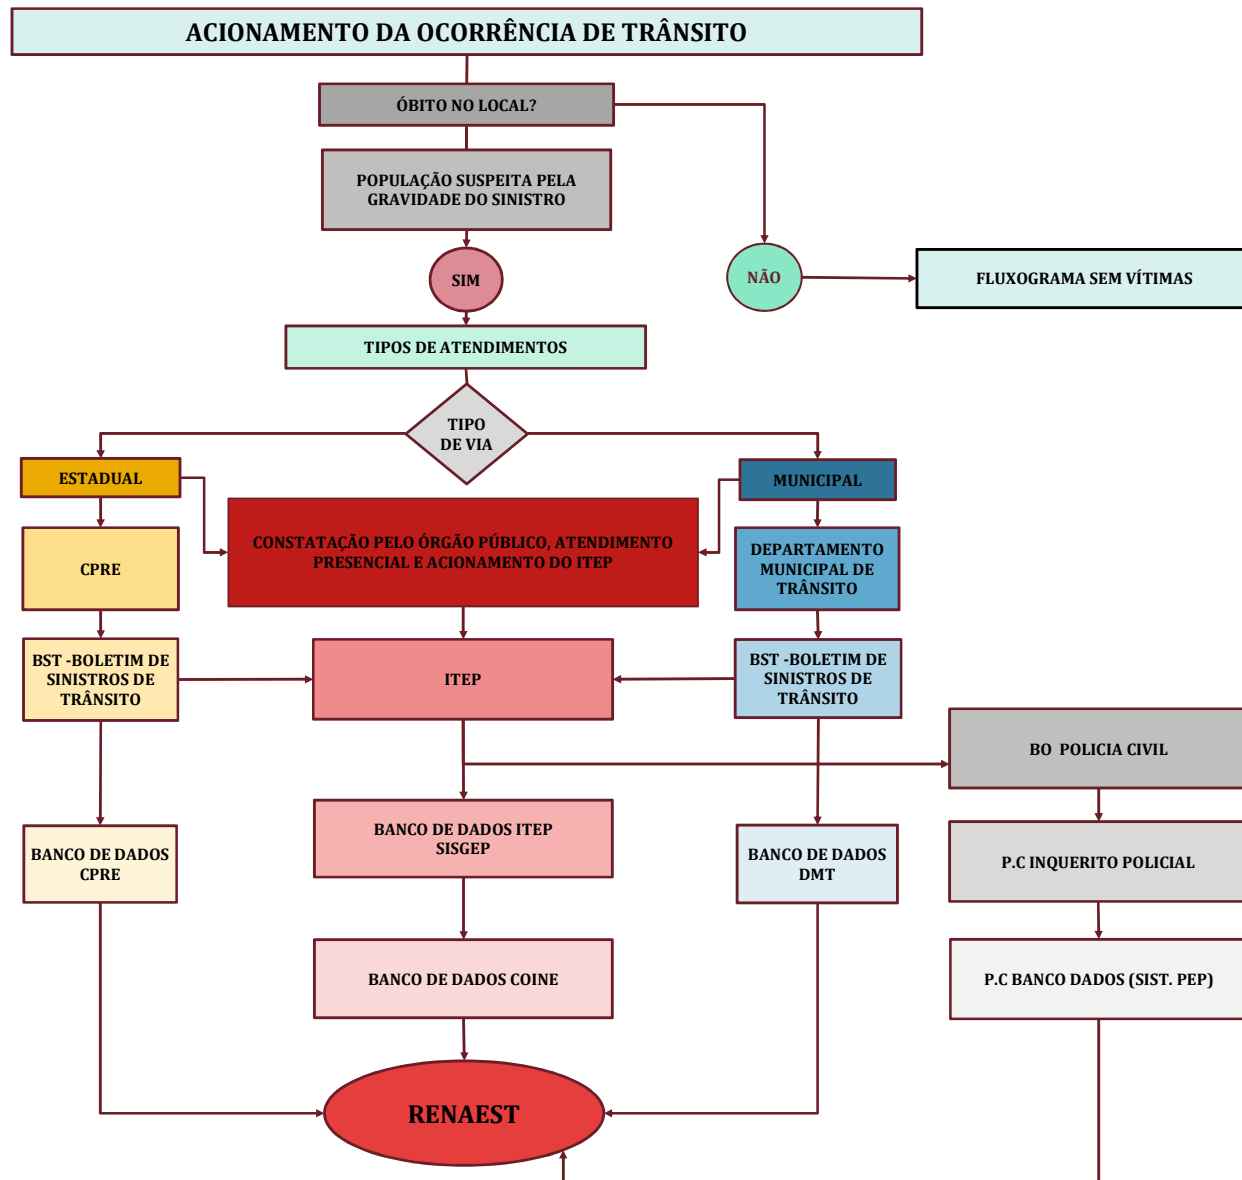 ACIONAMENTO DA OCORRÊNCIA DE TRÂNSITO
ÓBITO NO LOCAL?
POPULAÇÃO SUSPEITA PELA
GRAVIDADE DO SINISTRO
SIM
NÃO
FLUXOGRAMA SEM VÍTIMAS
TIPOS DE ATENDIMENTOS
TIPO
DE VIA
ESTADUAL
MUNICIPAL
CONSTATAÇÃO PELO ÓRGÃO PÚBLICO, ATENDIMENTO
PRESENCIAL E ACIONAMENTO DO ITEP
CPRE
DEPARTAMENTO
MUNICIPAL DE
TRÂNSITO
BST -BOLETIM DE
SINISTROS DE
TRÂNSITO
ITEP
BST -BOLETIM DE
SINISTROS DE
TRÂNSITO
BO  POLICIA CIVIL
BANCO DE DADOS
CPRE
BANCO DE DADOS ITEP
SISGEP
BANCO DE DADOS
DMT
P.C INQUERITO POLICIAL
BANCO DE DADOS COINE
P.C BANCO DADOS (SIST. PEP)
RENAEST